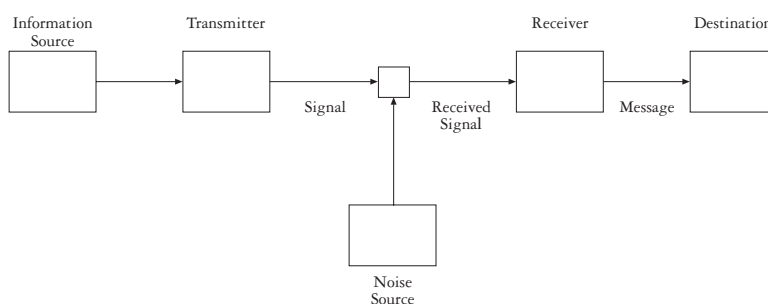 Information
Source
Transmitter
Receiver
Destination
Signal
Received
Signal
Message
Noise
Source